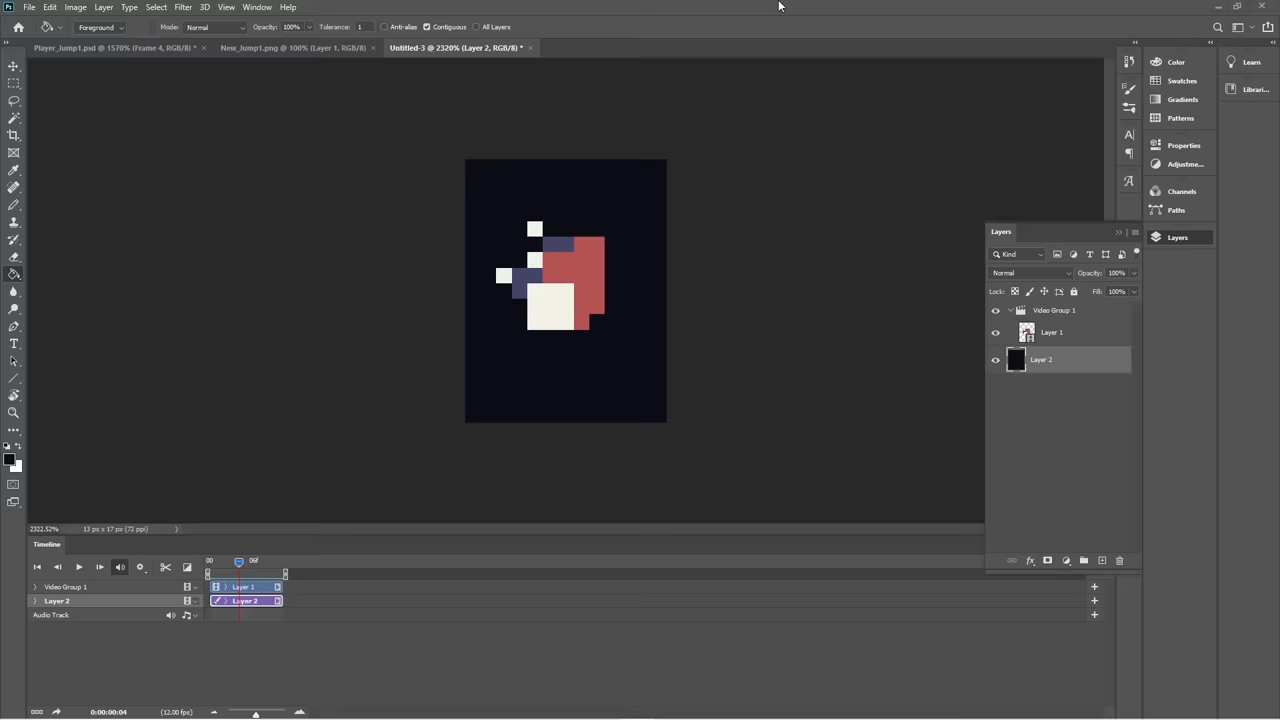 Ps File Edit Image Layer Type Select Filter 3D View Window Help
Foreground Mode: Normal Opacity: 100% Tolerance: 1 Anti-alias Contiguous All Layers
Player_Jump1.psd @ 1570% (Frame 4, RGB/8) * × New_Jump1.png @ 100% (Layer 1, RGB/8) × Untitled-3 @ 2320% (Layer 2, RGB/8) * ×
Color
Learn
Swatches
Librari...
Gradients
Patterns
Properties
Adjustme...
Channels
Paths
Layers
Layers
Kind
Normal Opacity: 100%
Lock: Fill: 100%
Video Group 1
Layer 1
Layer 2
2322.52% 13 px x 17 px (72 ppi)
Timeline
00 06f
Video Group 1 Layer 1
Layer 2 Layer 2
Audio Track
0:00:00:04 (12.00 fps)